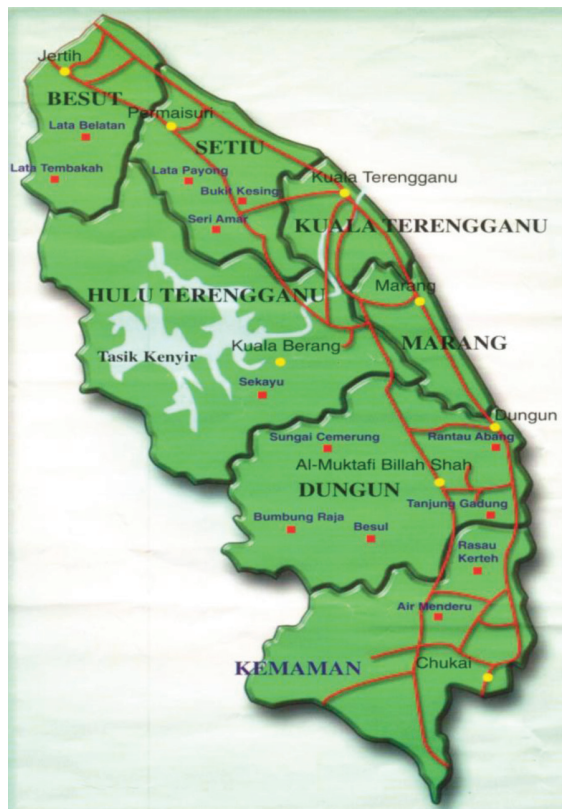 Jertih
BESUT
Permaisuri
Lata Belatan
SETIU
Lata Tembakah
Lata Payong
Kuala Terengganu
Bukit Kesing
Seri Amar
KUALA TERENGGANU
HULU TERENGGANU
Marang
Kuala Berang
MARANG
Tasik Kenyir
Sekayu
Dungun
Sungai Cemerung
Rantau Abang
Al-Muktafi Billah Shah
DUNGUN
Tanjung Gadung
Bumbung Raja
Besul
Rasau
Kerteh
Air Menderu
KEMAMAN
Chukai